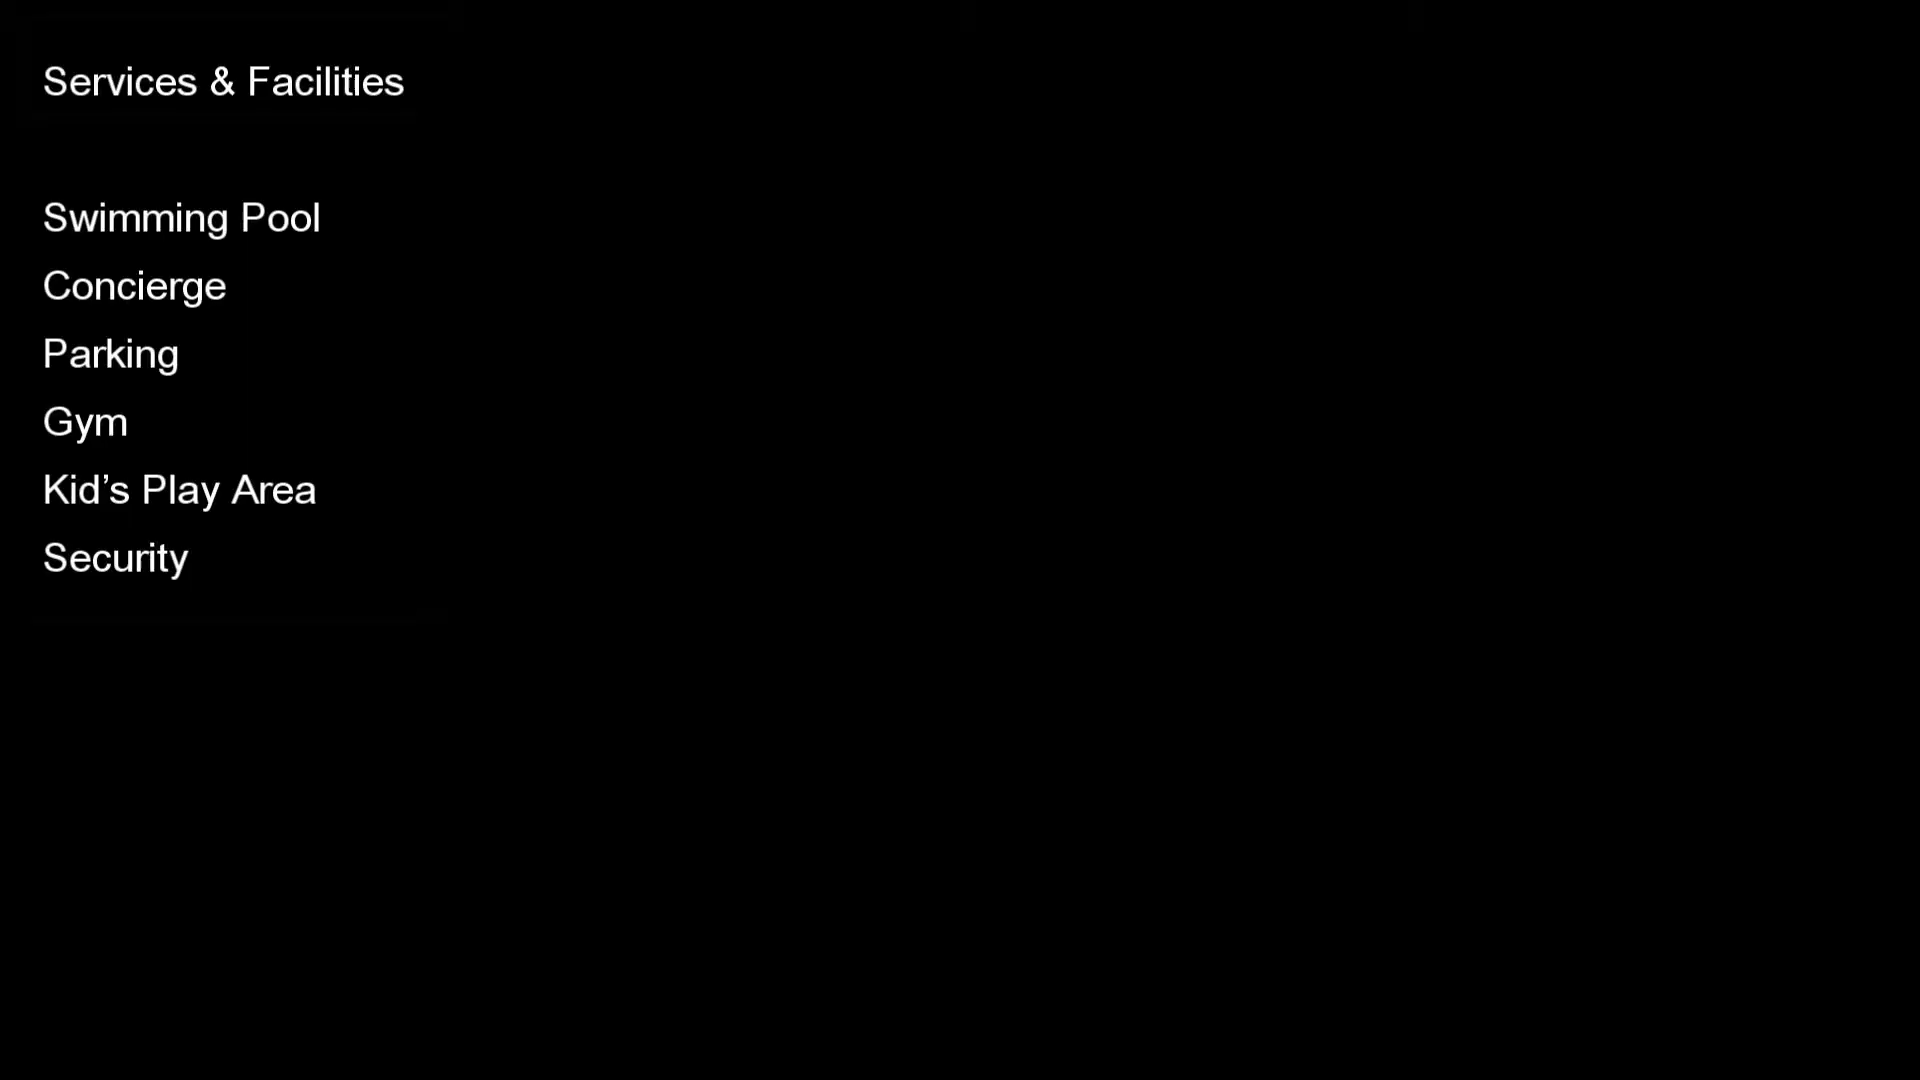 Services & Facilities
Swimming Pool
Concierge
Parking
Gym
Kid’s Play Area
Security